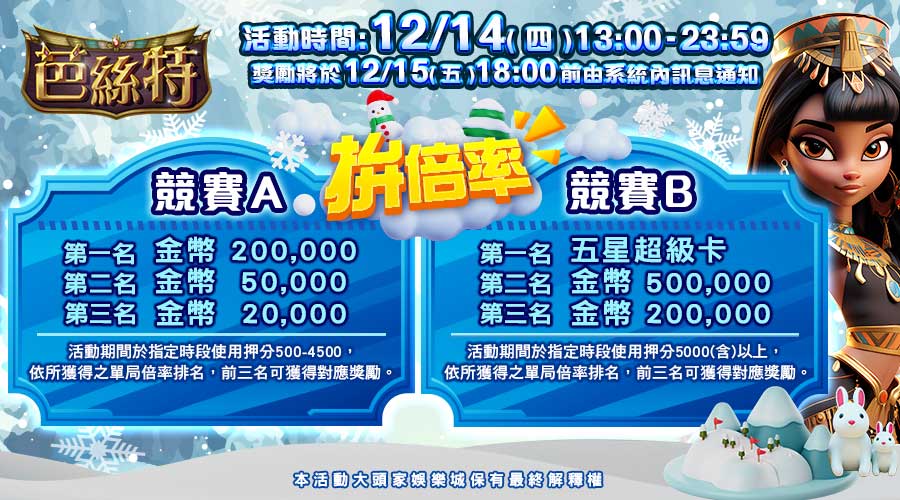 芭絲特
活動時間:12/14(四)13:00-23:59
獎勵將於12/15(五)18:00前由系統內訊息通知
拚倍率
競賽A
第一名 金幣 200,000
第二名 金幣 50,000
第三名 金幣 20,000
活動期間於指定時段使用押分500-4500，
依所獲得之單局倍率排名，前三名可獲得對應獎勵。
競賽B
第一名 五星超級卡
第二名 金幣 500,000
第三名 金幣 200,000
活動期間於指定時段使用押分5000(含)以上，
依所獲得之單局倍率排名，前三名可獲得對應獎勵。
本活動大頭家娛樂城保有最終解釋權